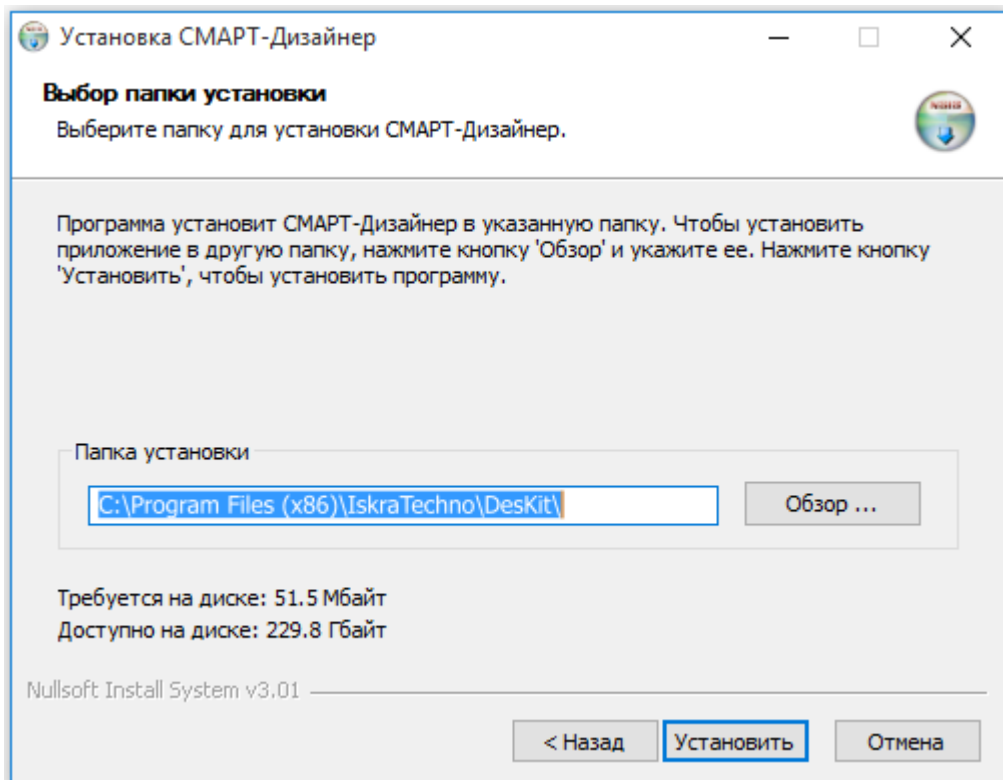 Установка СМАРТ-Дизайнер
Выбор папки установки
Выберите папку для установки СМАРТ-Дизайнер.
NSIS
Программа установит СМАРТ-Дизайнер в указанную папку. Чтобы установить
приложение в другую папку, нажмите кнопку 'Обзор' и укажите ее. Нажмите кнопку
'Установить', чтобы установить программу.
Папка установки
C:\Program Files (x86)\IskraTechno\DesKit\
Обзор ...
Требуется на диске: 51.5 Мбайт
Доступно на диске: 229.8 Гбайт
Nullsoft Install System v3.01
< Назад
Установить
Отмена